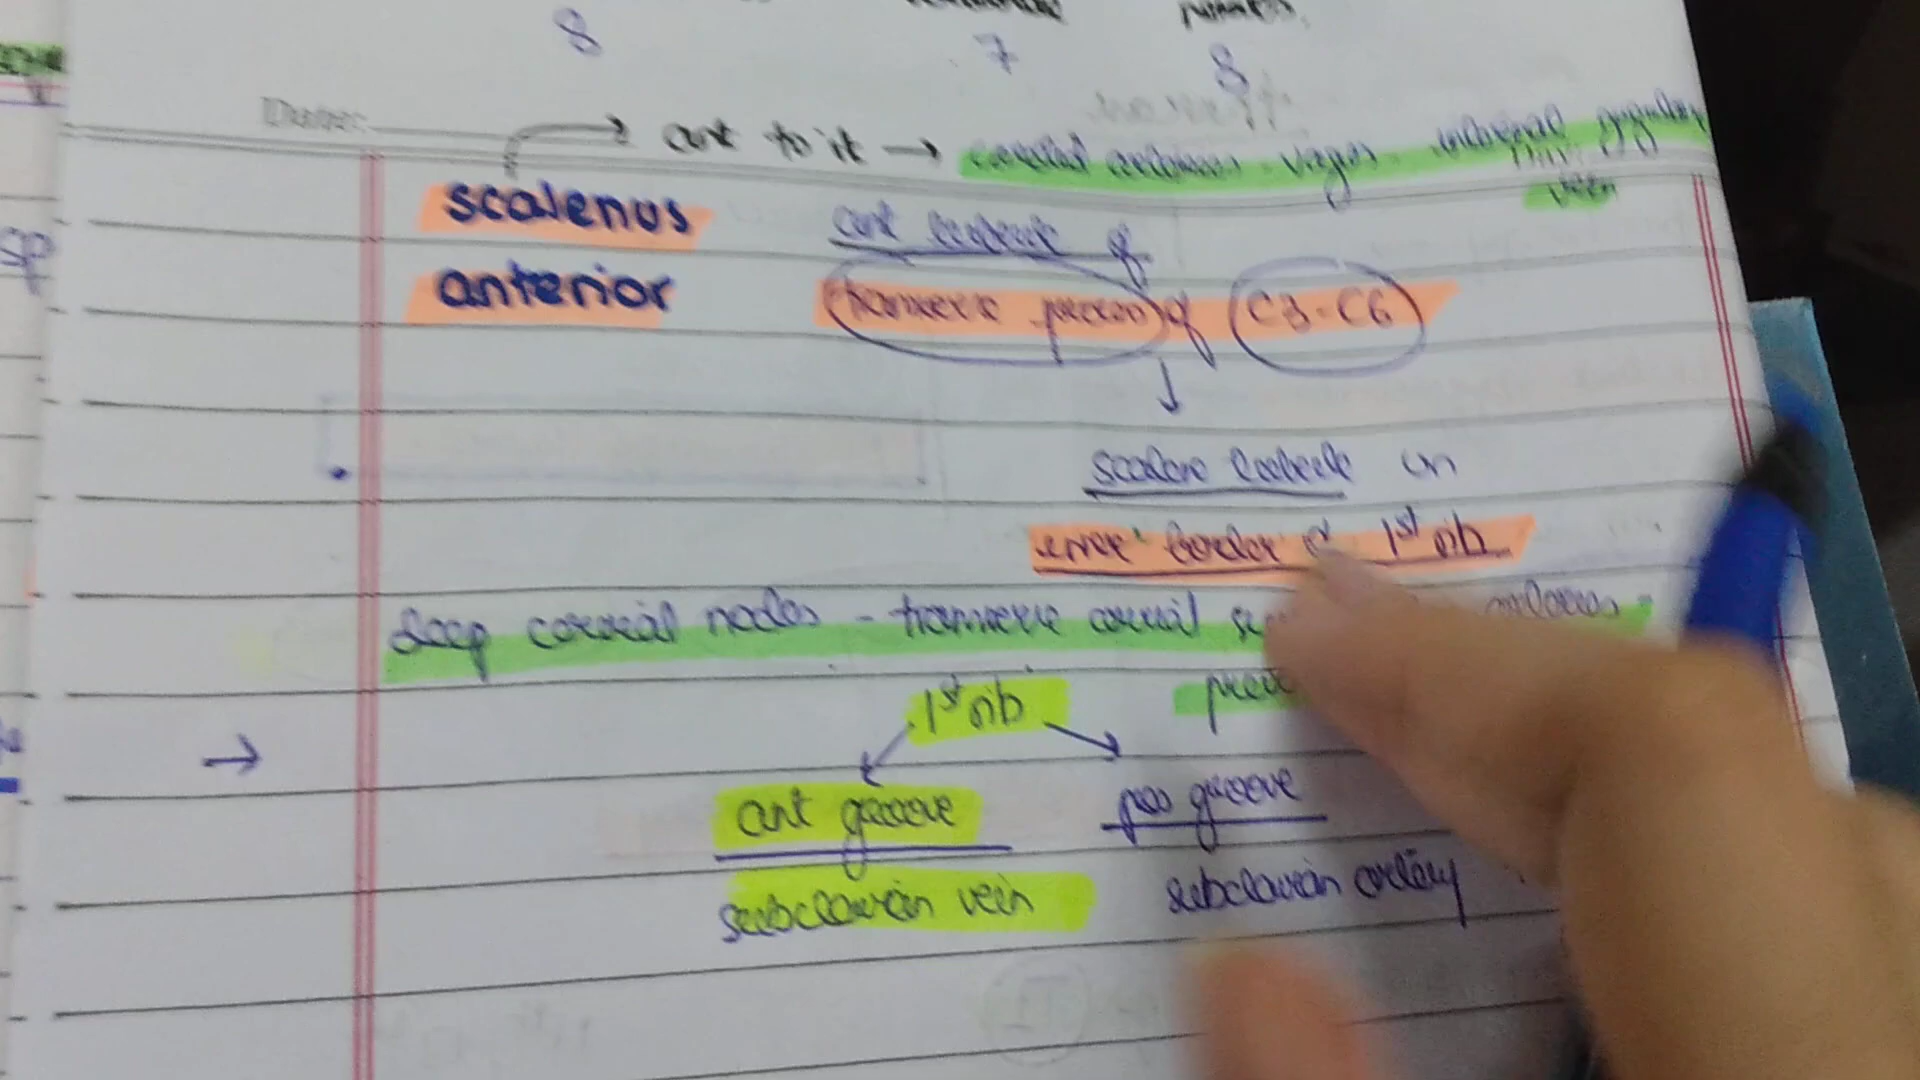 8 7 8
ant to it → carotid arteries - vagus - internal jugular
vein
scalenus ant tubercle of
anterior transverse process of C3-C6
↓
scalene tubercle on
inner border of 1st rib
deep cervical nodes - transverse cervical arteries -
1st rib
→
ant groove pos groove
subclavian vein subclavian artery